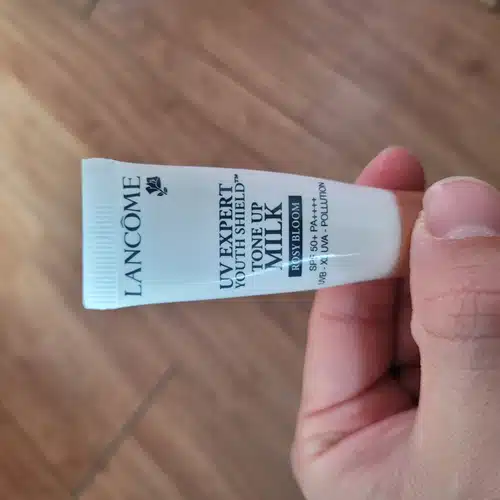 LANCÔME
UV EXPERT
YOUTH SHIELD™
TONE UP
MILK
ROSY BLOOM
SPF 50+ PA++++
UVB - XL UVA - POLLUTION